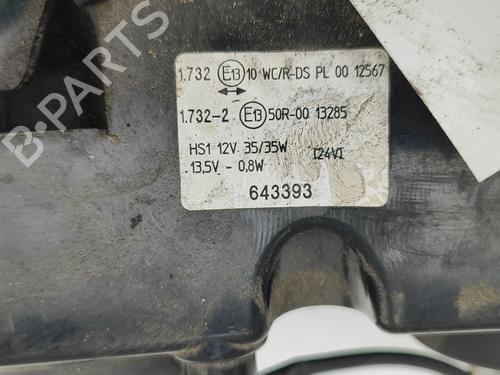 1.732 E13 10 WC/R-DS PL 00 12567
1.732-2 E13 50R-00 13285
HS1 12V 35/35W I24VI
13,5V - 0,8W
643393
B-PARTS